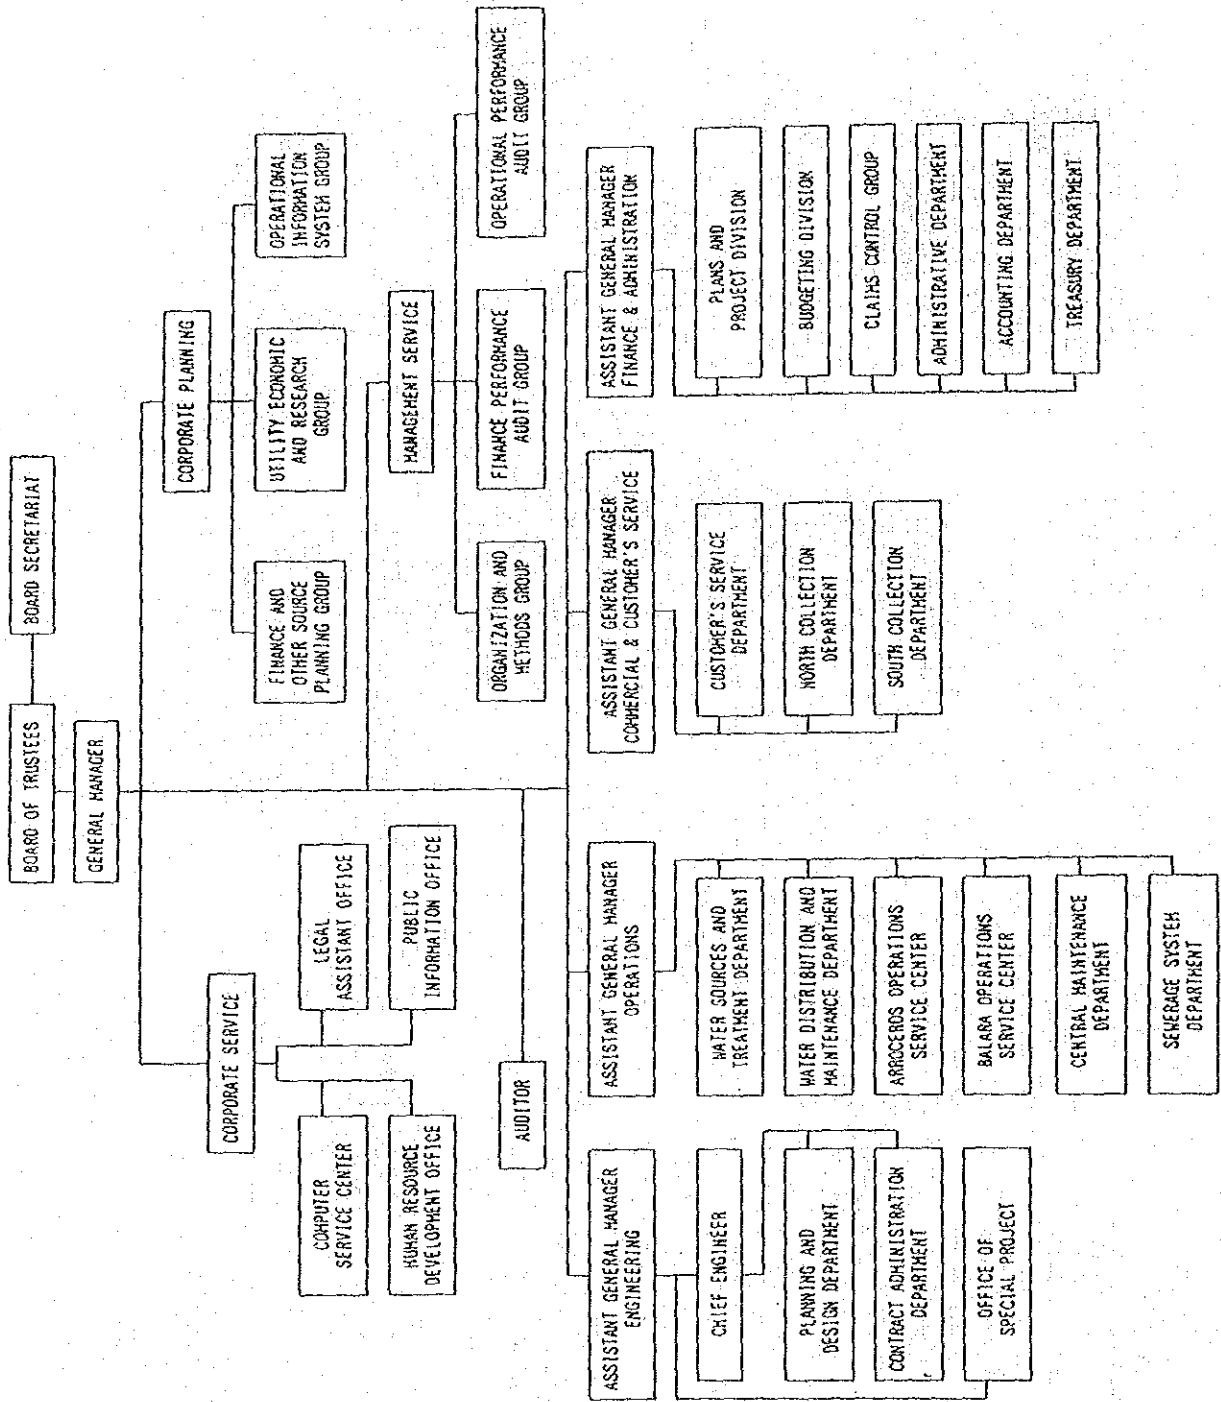 BOARD OF TRUSTEES
BOARD SECRETARIAT
GENERAL MANAGER
CORPORATE SERVICE
CORPORATE PLANNING
COMPUTER
SERVICE CENTER
LEGAL
ASSISTANT OFFICE
HUMAN RESOURCE
DEVELOPMENT OFFICE
PUBLIC
INFORMATION OFFICE
FINANCE AND
OTHER SOURCE
PLANNING GROUP
UTILITY ECONOMIC
AND RESEARCH
GROUP
OPERATIONAL
INFORMATION
SYSTEM GROUP
MANAGEMENT SERVICE
AUDITOR
ORGANIZATION AND
METHODS GROUP
FINANCE PERFORMANCE
AUDIT GROUP
OPERATIONAL PERFORMANCE
AUDIT GROUP
ASSISTANT GENERAL MANAGER
ENGINEERING
CHIEF ENGINEER
PLANNING AND
DESIGN DEPARTMENT
CONTRACT ADMINISTRATION
DEPARTMENT
OFFICE OF
SPECIAL PROJECT
ASSISTANT GENERAL MANAGER
OPERATIONS
WATER SOURCES AND
TREATMENT DEPARTMENT
WATER DISTRIBUTION AND
MAINTENANCE DEPARTMENT
ARROCEROS OPERATIONS
SERVICE CENTER
BALARA OPERATIONS
SERVICE CENTER
CENTRAL MAINTENANCE
DEPARTMENT
SEWERAGE SYSTEM
DEPARTMENT
ASSISTANT GENERAL MANAGER
COMMERCIAL & CUSTOMER'S SERVICE
CUSTOMER'S SERVICE
DEPARTMENT
NORTH COLLECTION
DEPARTMENT
SOUTH COLLECTION
DEPARTMENT
ASSISTANT GENERAL MANAGER
FINANCE & ADMINISTRATION
PLANS AND
PROJECT DIVISION
BUDGETING DIVISION
CLAIMS CONTROL GROUP
ADMINISTRATIVE DEPARTMENT
ACCOUNTING DEPARTMENT
TREASURY DEPARTMENT